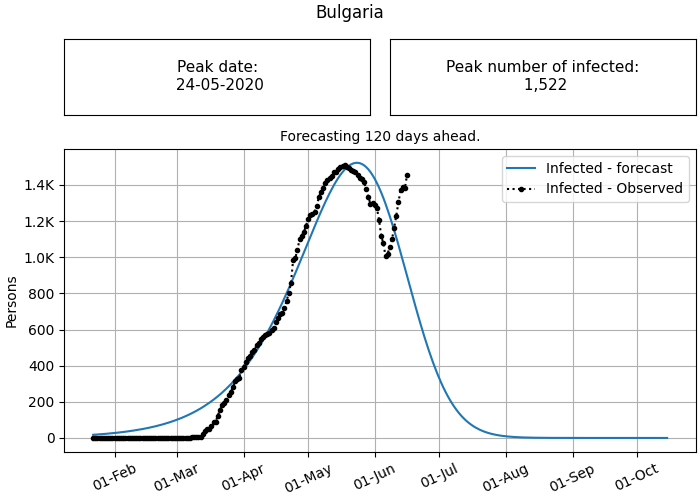 Bulgaria
Peak date:
24-05-2020
Peak number of infected:
1,522
Forecasting 120 days ahead.
Infected - forecast
Infected - Observed
Persons
1.4K
1.2K
1.0K
800
600
400
200
0
01-Feb
01-Mar
01-Apr
01-May
01-Jun
01-Jul
01-Aug
01-Sep
01-Oct